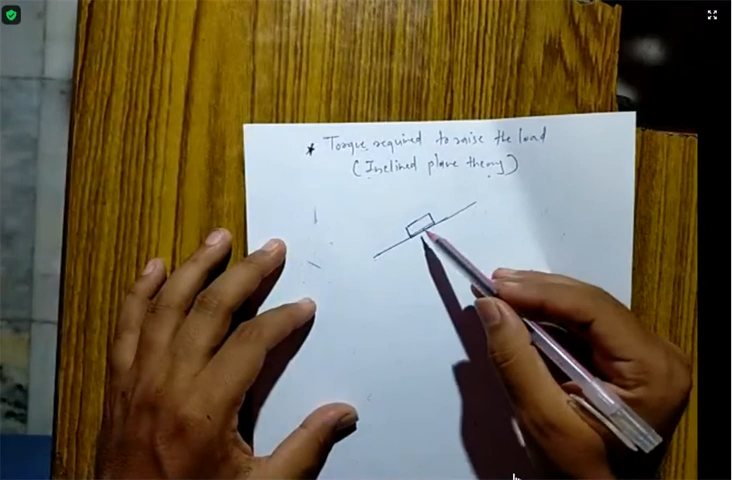 * Torque required to raise the load
(Inclined plane theory)